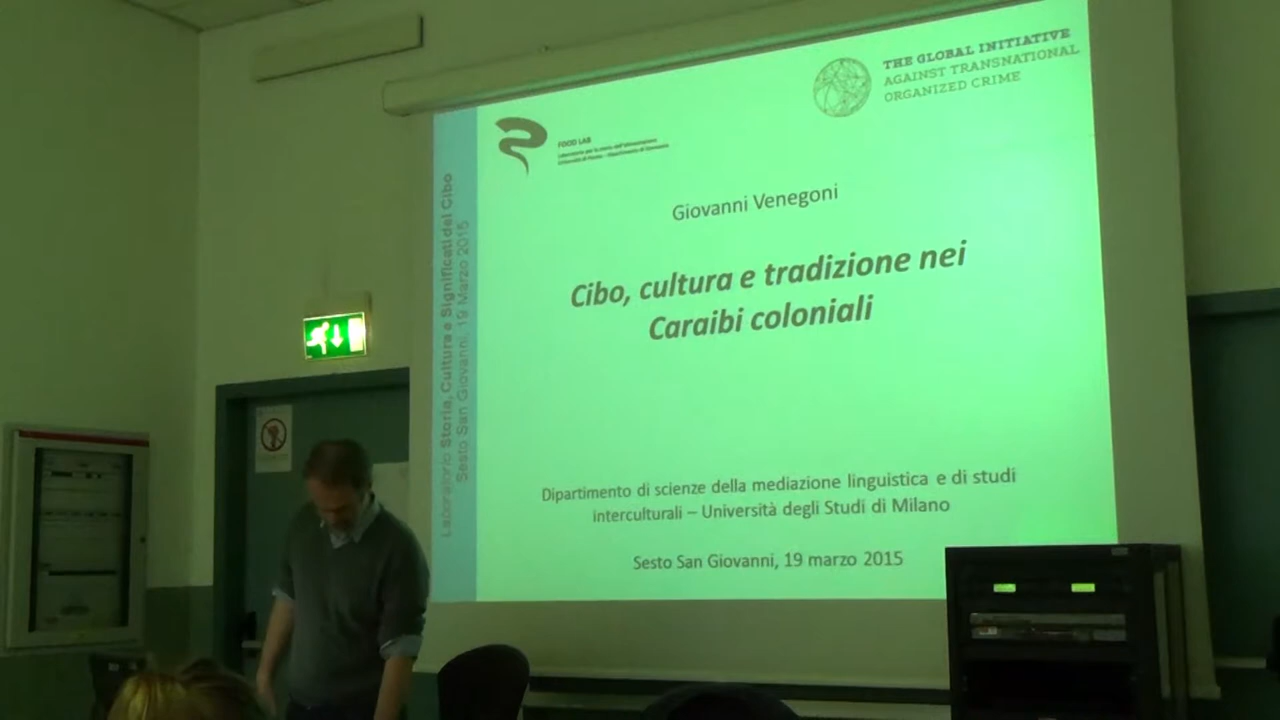 THE GLOBAL INITIATIVE
AGAINST TRANSNATIONAL
ORGANIZED CRIME
FOOD LAB
Laboratorio Storia, Cultura e Significati del Cibo
Sesto San Giovanni, 19 Marzo 2015
Giovanni Venegoni
Cibo, cultura e tradizione nei
Caraibi coloniali
Dipartimento di scienze della mediazione linguistica e di studi
interculturali – Università degli Studi di Milano
Sesto San Giovanni, 19 marzo 2015